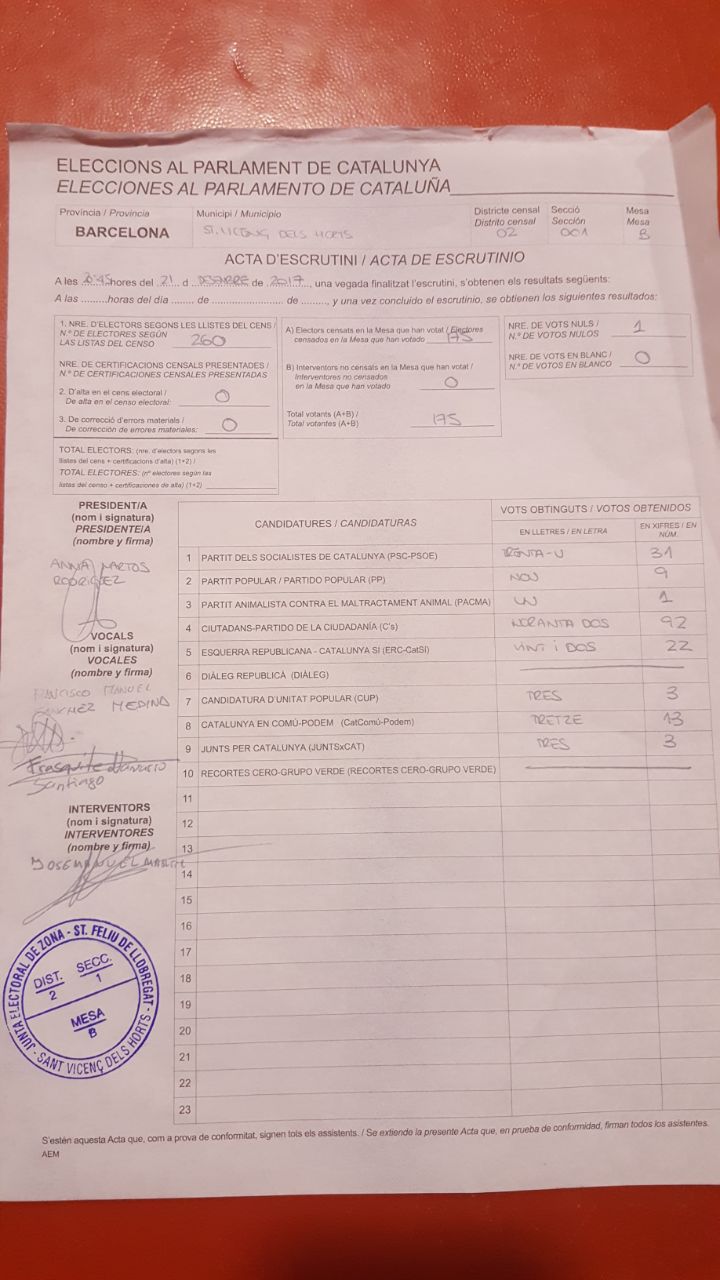 ELECCIONS AL PARLAMENT DE CATALUNYA
ELECCIONES AL PARLAMENTO DE CATALUÑA
Província / Provincia
BARCELONA
Municipi / Municipio
ST. VICENÇ DELS HORTS
Districte censal
Distrito censal
02
Secció
Sección
001
Mesa
Mesa
B
ACTA D'ESCRUTINI / ACTA DE ESCRUTINIO
A les hores del 21 d DESEMBRE de 2017, una vegada finalitzat l'escrutini, s'obtenen els resultats següents:
A las .........horas del día ....... de ....................... de ........., y una vez concluido el escrutinio, se obtienen los siguientes resultados:
1. NRE. D'ELECTORS SEGONS LES LLISTES DEL CENS /
N.º DE ELECTORES SEGÚN
LAS LISTAS DEL CENSO 260
NRE. DE CERTIFICACIONS CENSALS PRESENTADES /
N.º DE CERTIFICACIONES CENSALES PRESENTADAS
2. D'alta en el cens electoral /
De alta en el censo electoral: 0
3. De correcció d'errors materials /
De corrección de errores materiales: 0
TOTAL ELECTORS: (nre. d'electors segons les
llistes del cens + certificacions d'alta) (1+2) /
TOTAL ELECTORES: (nº electores según las
listas del censo + certificaciones de alta) (1+2)
A) Electors censats en la Mesa que han votat / Electores
censados en la Mesa que han votado 175
B) Interventors no censats en la Mesa que han votat /
Interventores no censados
en la Mesa que han votado 0
Total votants (A+B) /
Total votantes (A+B) 175
NRE. DE VOTS NULS /
N.º DE VOTOS NULOS 1
NRE. DE VOTS EN BLANC /
N.º DE VOTOS EN BLANCO 0
PRESIDENT/A
(nom i signatura)
PRESIDENTE/A
(nombre y firma)
ANNA MARTOS
RODRIGUEZ
VOCALS
(nom i signatura)
VOCALES
(nombre y firma)
FRANCISCO MANUEL
SANCHEZ MEDINA
Santiago
INTERVENTORS
(nom i signatura)
INTERVENTORES
(nombre y firma)
JOSE MANUEL
CANDIDATURES / CANDIDATURAS
VOTS OBTINGUTS / VOTOS OBTENIDOS
EN LLETRES / EN LETRA
EN XIFRES / EN NÚM.
1 PARTIT DELS SOCIALISTES DE CATALUNYA (PSC-PSOE) TRENTA-U 31
2 PARTIT POPULAR / PARTIDO POPULAR (PP) NOU 9
3 PARTIT ANIMALISTA CONTRA EL MALTRACTAMENT ANIMAL (PACMA) UN 1
4 CIUTADANS-PARTIDO DE LA CIUDADANÍA (C's) NORANTA DOS 92
5 ESQUERRA REPUBLICANA - CATALUNYA SÍ (ERC-CatSí) VINT I DOS 22
6 DIÀLEG REPUBLICÀ (DIÀLEG)
7 CANDIDATURA D'UNITAT POPULAR (CUP) TRES 3
8 CATALUNYA EN COMÚ-PODEM (CatComú-Podem) TRETZE 13
9 JUNTS PER CATALUNYA (JUNTSxCAT) TRES 3
10 RECORTES CERO-GRUPO VERDE (RECORTES CERO-GRUPO VERDE)
11
12
13
14
15
16
17
18
19
20
21
22
23
JUNTA ELECTORAL DE ZONA - ST. FELIU DE LLOBREGAT -
DIST. 2
SECC. 1
MESA B
SANT VICENÇ DELS HORTS -
S'estén aquesta Acta que, com a prova de conformitat, signen tots els assistents. / Se extiende la presente Acta que, en prueba de conformidad, firman todos los asistentes.
AEM